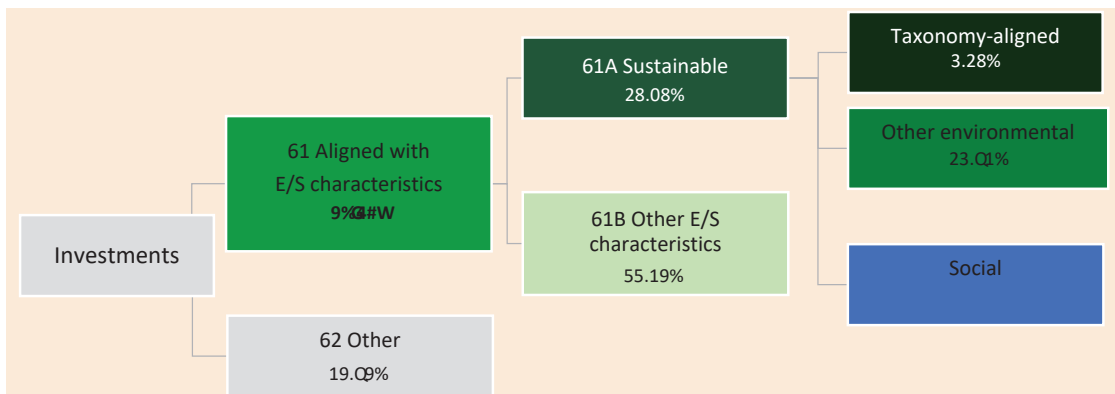 Investments
61 Aligned with
E/S characteristics
62 Other
61A Sustainable
28.08%
61B Other E/S
characteristics
55.19%
Taxonomy-aligned
3.28%
Other environmental
Social